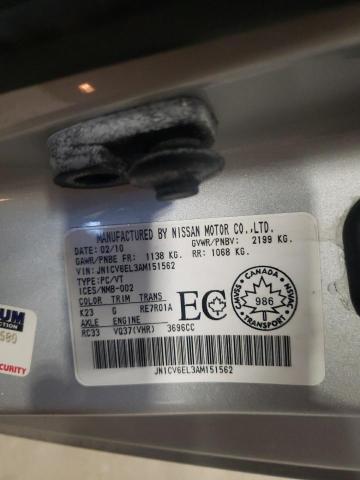 MANUFACTURED BY NISSAN MOTOR CO.,LTD.
DATE: 02/10 GVWR/PNBV: 2199 KG.
GAWR/PNBE FR: 1138 KG. RR: 1068 KG.
VIN: JN1CV6EL3AM151562
TYPE: PC/VT
ICES/NMB-002
COLOR TRIM TRANS
K23 G RE7R01A
AXLE ENGINE
RC33 VQ37(VHR) 3696CC
EC
CANADA
986
TRANSPORT
JN1CV6EL3AM151562
UM
SECURITY